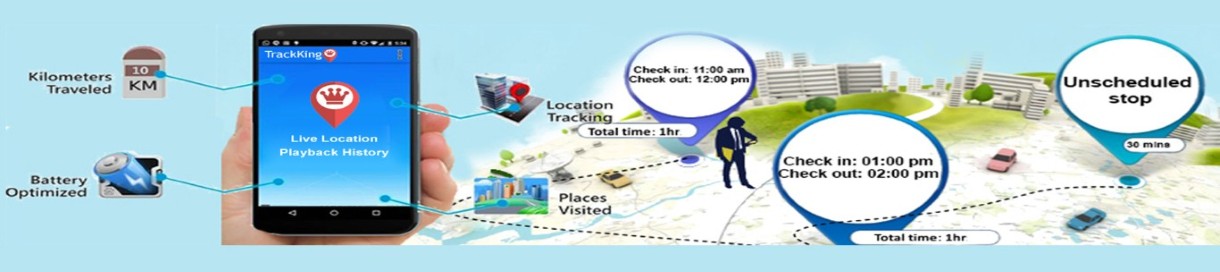 Kilometers
Traveled
10
KM
Battery
Optimized
TrackKing
Live Location
Playback History
Location
Tracking
Places
Visited
Check in: 11:00 am
Check out: 12:00 pm
Total time: 1hr
Check in: 01:00 pm
Check out: 02:00 pm
Total time: 1hr
Unscheduled
stop
30 mins